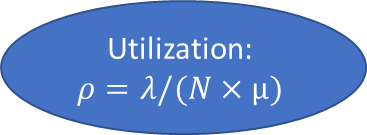 Utilization:
ρ = λ/(N × μ)